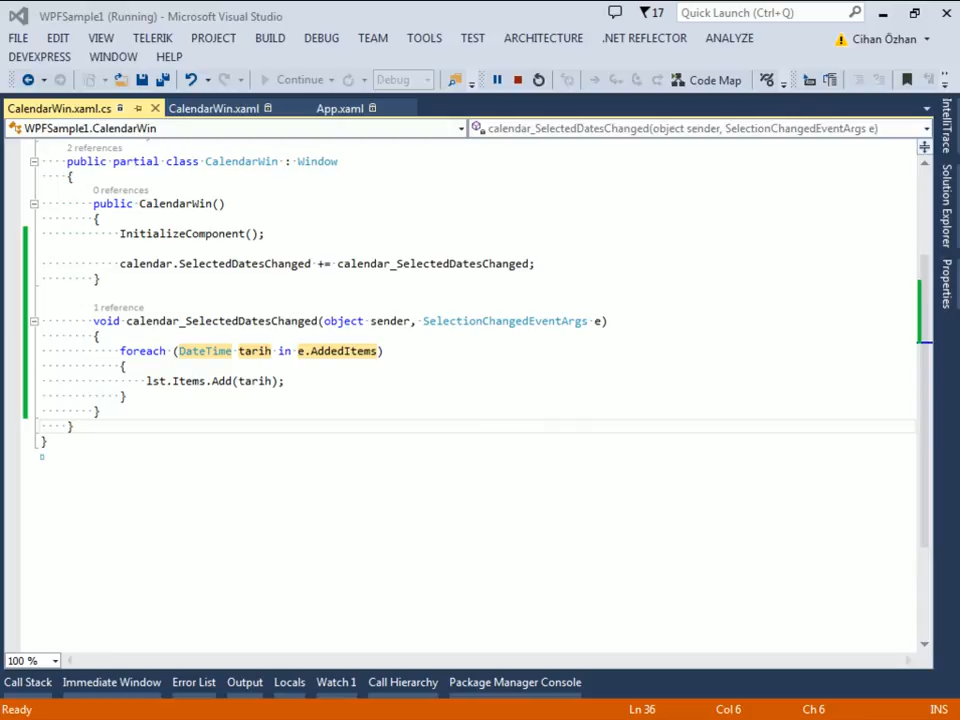 WPFSample1 (Running) - Microsoft Visual Studio
17
Quick Launch (Ctrl+Q)
FILE EDIT VIEW TELERIK PROJECT BUILD DEBUG TEAM TOOLS TEST ARCHITECTURE .NET REFLECTOR ANALYZE
Cihan Özhan
DEVEXPRESS WINDOW HELP
Continue
Debug
Code Map
CalendarWin.xaml.cs CalendarWin.xaml App.xaml
WPFSample1.CalendarWin
calendar_SelectedDatesChanged(object sender, SelectionChangedEventArgs e)
2 references
public partial class CalendarWin : Window
{
0 references
public CalendarWin()
{
InitializeComponent();
calendar.SelectedDatesChanged += calendar_SelectedDatesChanged;
}
1 reference
void calendar_SelectedDatesChanged(object sender, SelectionChangedEventArgs e)
{
foreach (DateTime tarih in e.AddedItems)
{
lst.Items.Add(tarih);
}
}
}
}
IntelliTrace
Solution Explorer
Properties
100 %
Call Stack Immediate Window Error List Output Locals Watch 1 Call Hierarchy Package Manager Console
Ready Ln 36 Col 6 Ch 6 INS